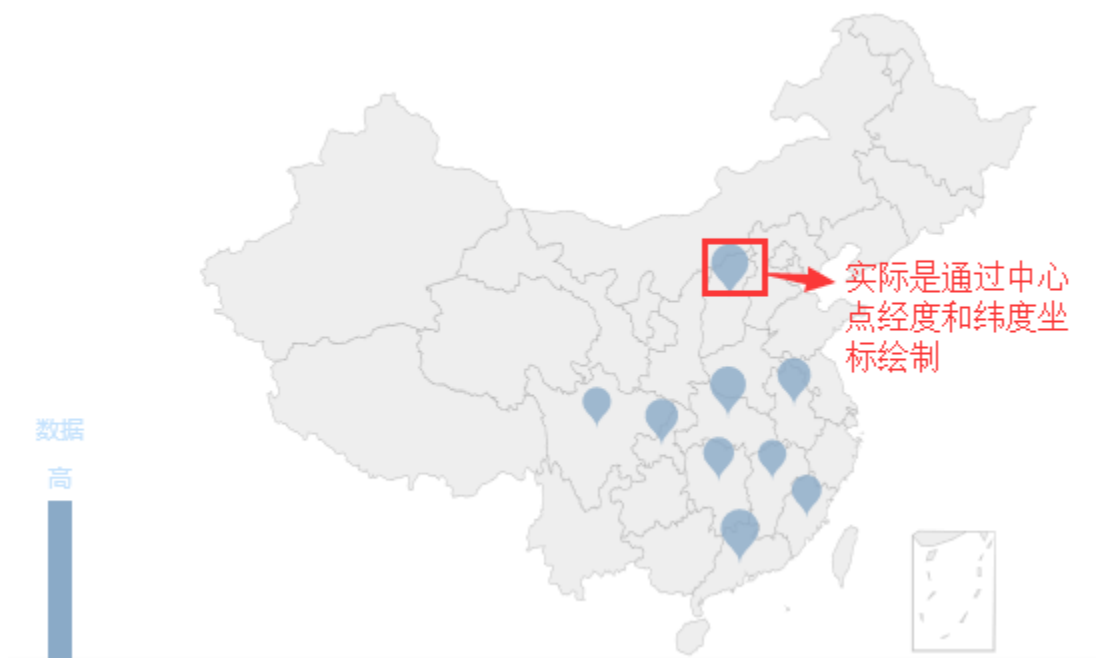 实际是通过中心
点经度和纬度坐
标绘制
数据
高